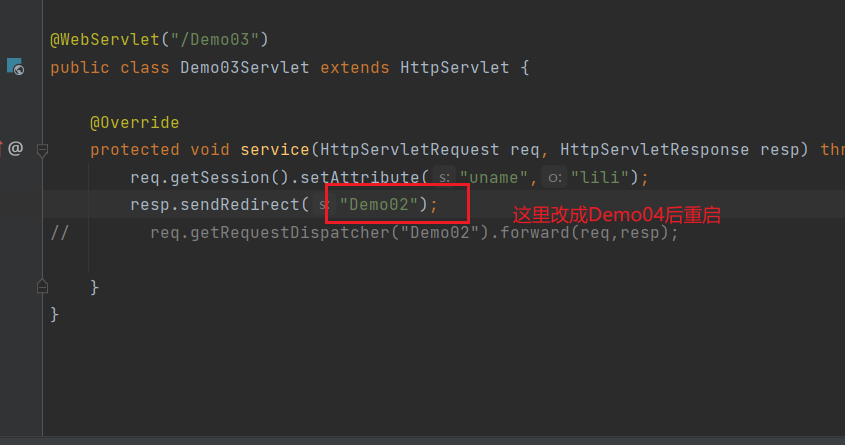 @WebServlet("/Demo03")
public class Demo03Servlet extends HttpServlet {
@Override
protected void service(HttpServletRequest req, HttpServletResponse resp) thr
req.getSession().setAttribute( s: "uname", o: "lili");
resp.sendRedirect( s: "Demo02"); 这里改成Demo04后重启
// req.getRequestDispatcher("Demo02").forward(req,resp);
}
}